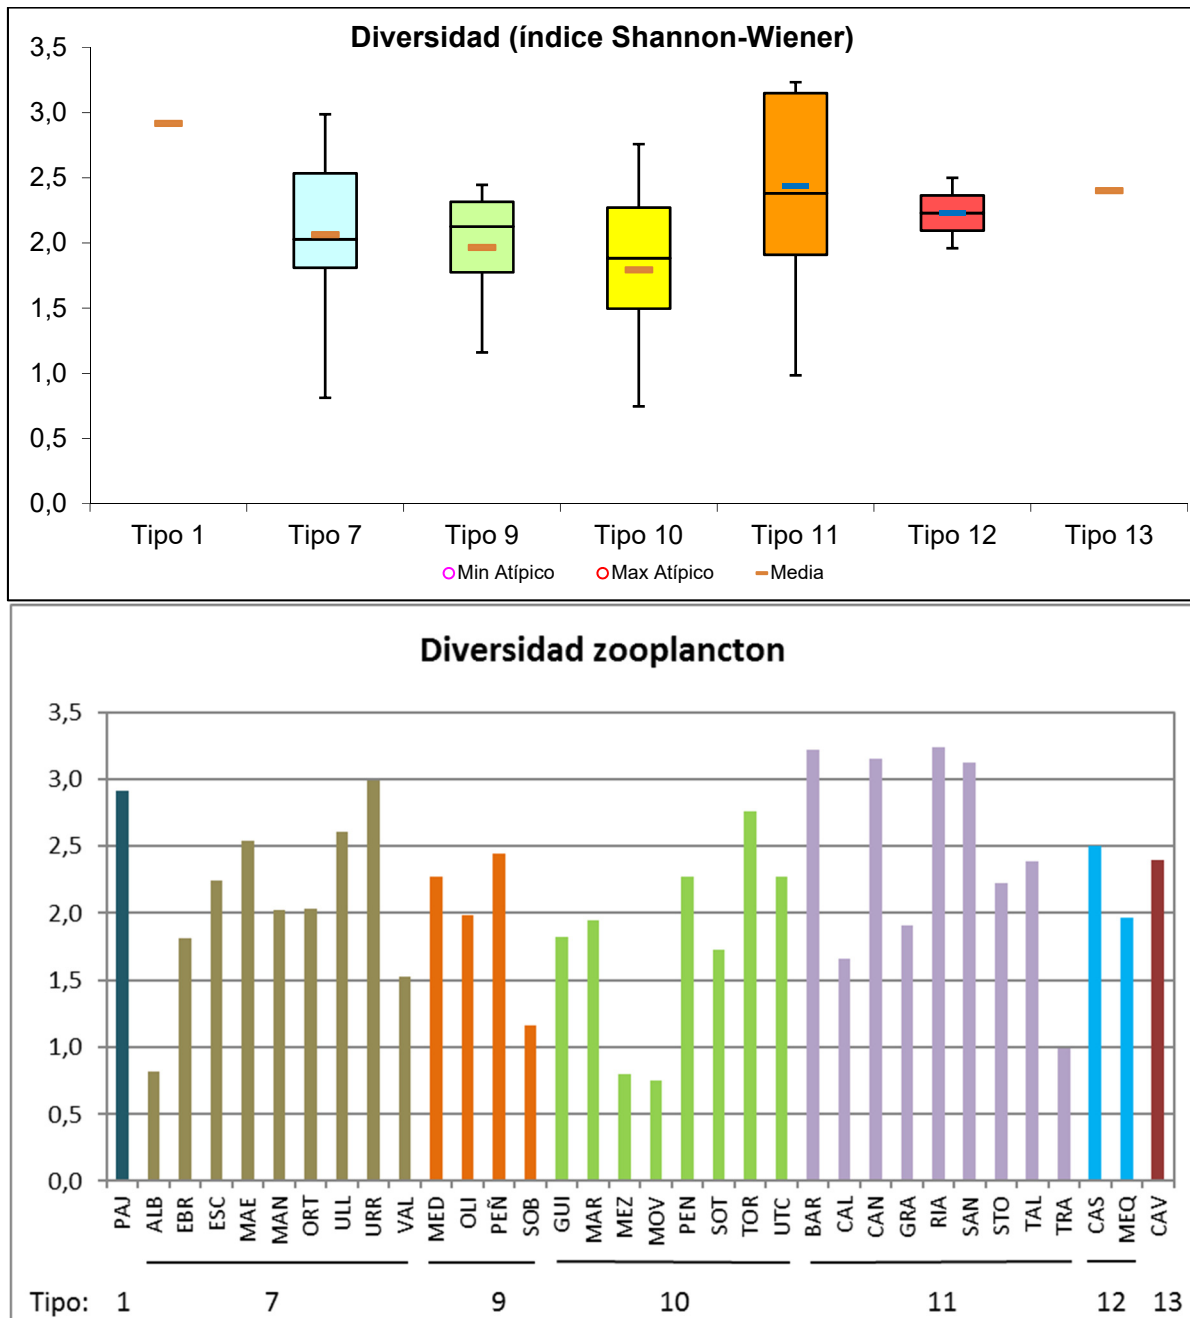 Diversidad (índice Shannon-Wiener)
3,5
3,0
2,5
2,0
1,5
1,0
0,5
0,0
Tipo 1 Tipo 7 Tipo 9 Tipo 10 Tipo 11 Tipo 12 Tipo 13
Min Atípico Max Atípico Media
Diversidad zooplancton
3,5
3,0
2,5
2,0
1,5
1,0
0,5
0,0
PAJ ALB EBR ESC MAE MAN ORT ULL URR VAL MED OLI PEÑ SOB GUI MAR MEZ MOV PEN SOT TOR UTC BAR CAL CAN GRA RIA SAN STO TAL TRA CAS MEQ CAV
Tipo: 1 7 9 10 11 12 13